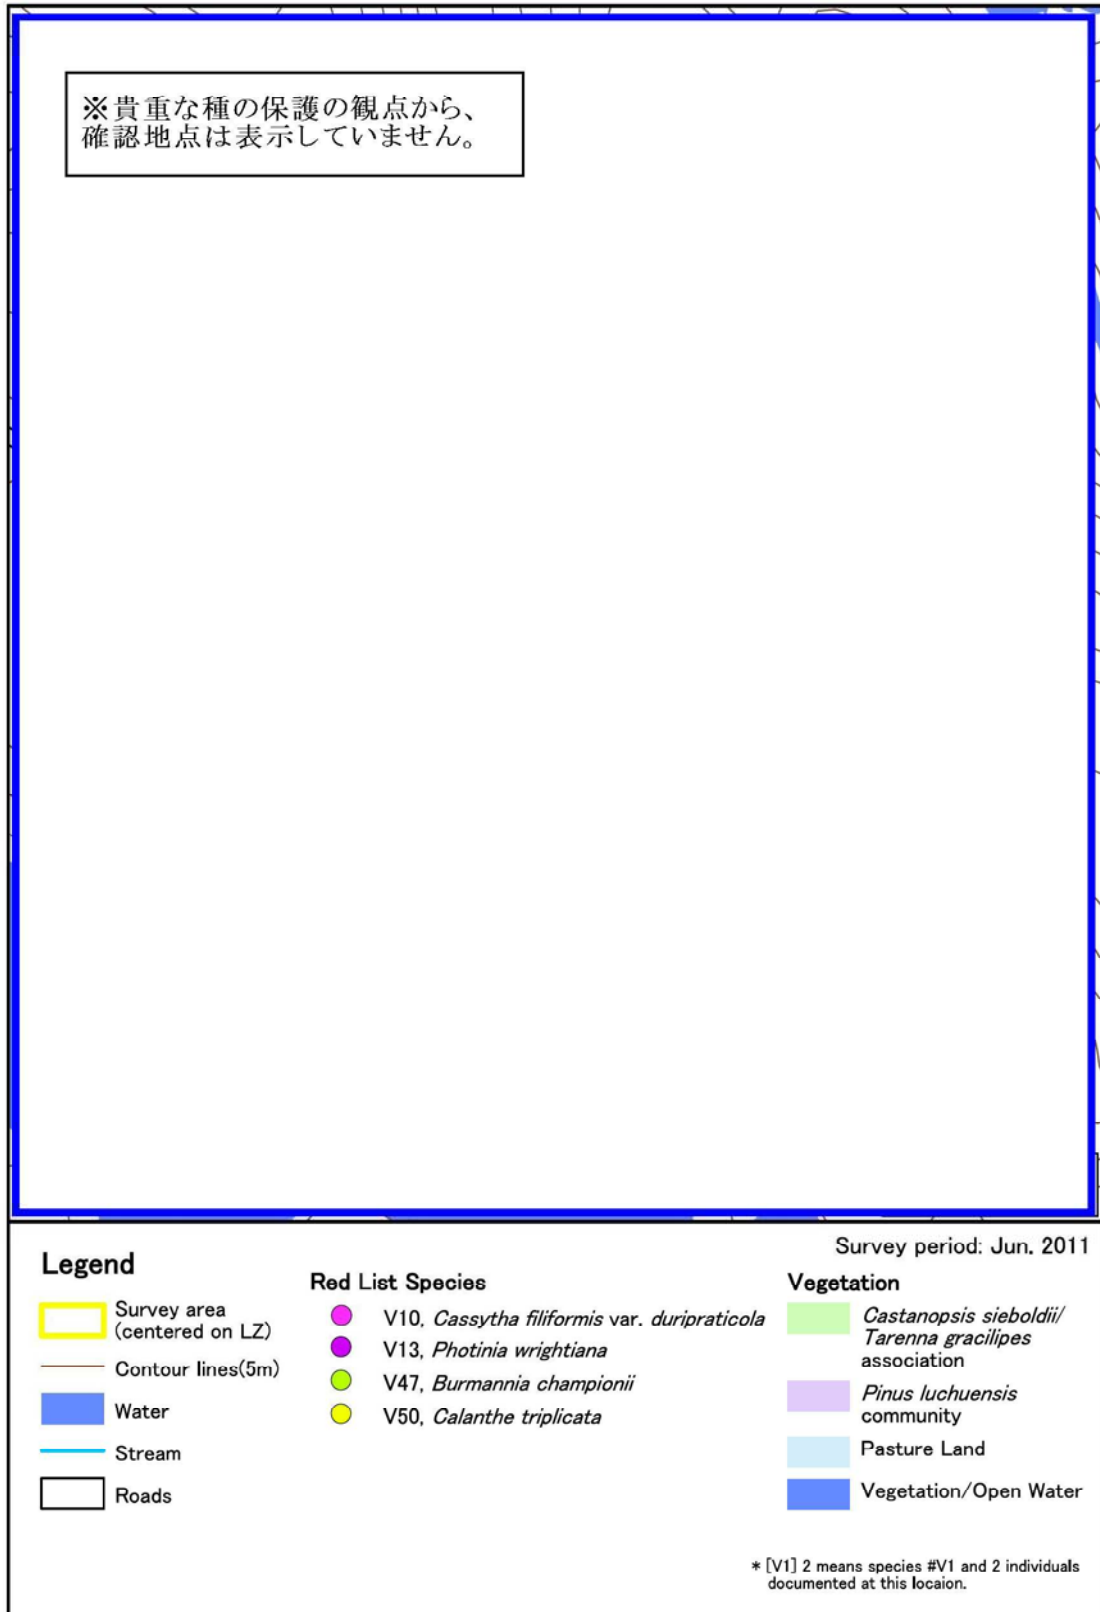 ※貴重な種の保護の観点から、
確認地点は表示していません。
Survey period: Jun. 2011
Legend
Survey area
(centered on LZ)
Contour lines(5m)
Water
Stream
Roads
Red List Species
V10, Cassytha filiformis var. duripraticola
V13, Photinia wrightiana
V47, Burmannia championii
V50, Calanthe triplicata
Vegetation
Castanopsis sieboldii/
Tarenna gracilipes
association
Pinus luchuensis
community
Pasture Land
Vegetation/Open Water
* [V1] 2 means species #V1 and 2 individuals
documented at this locaion.